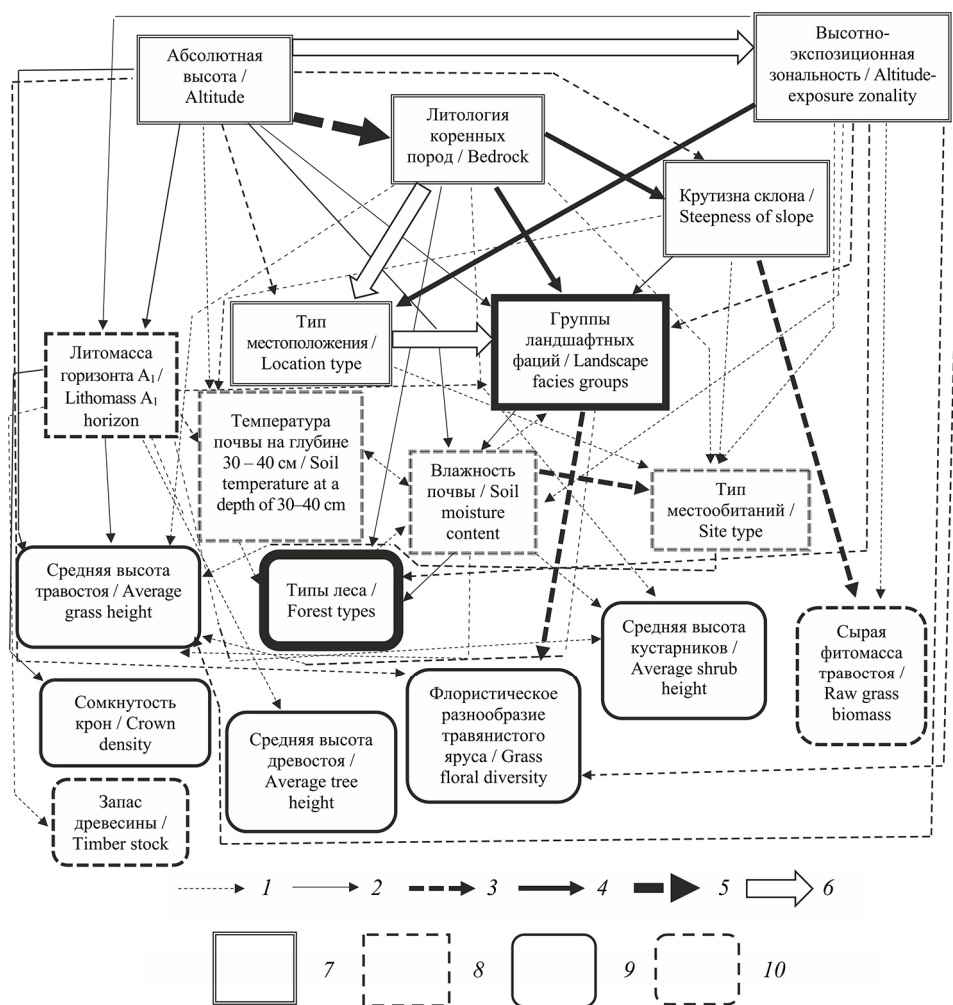 Абсолютная
высота /
Altitude
Высотно-
экспозиционная
зональность / Altitude-
exposure zonality
Литология
коренных
пород / Bedrock
Крутизна склона /
Steepness of slope
Тип
местоположения /
Location type
Группы
ландшафтных
фаций / Landscape
facies groups
Литомасса
горизонта A₁ /
Lithomass A₁
horizon
Температура
почвы на глубине
30 – 40 см / Soil
temperature at a
depth of 30–40 cm
Влажность
почвы / Soil
moisture
content
Тип
местообитаний /
Site type
Средняя высота
травостоя / Average
grass height
Типы леса /
Forest types
Средняя высота
кустарников /
Average shrub
height
Сырая
фитомасса
травостоя /
Raw grass
biomass
Сомкнутость
крон / Crown
density
Средняя высота
древостоя /
Average tree
height
Флористическое
разнообразие
травянистого
яруса / Grass
floral diversity
Запас
древесины /
Timber stock
1 2 3 4 5 6
7 8 9 10